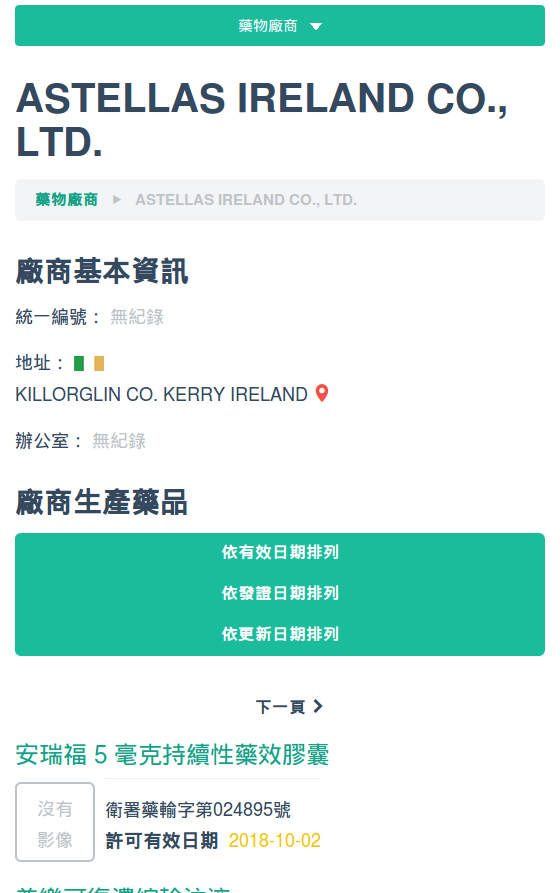 藥物廠商
ASTELLAS IRELAND CO.,
LTD.
藥物廠商 ASTELLAS IRELAND CO., LTD.
廠商基本資訊
統一編號： 無紀錄
地址：
KILLORGLIN CO. KERRY IRELAND
辦公室： 無紀錄
廠商生產藥品
依有效日期排列
依發證日期排列
依更新日期排列
下一頁
安瑞福 5 毫克持續性藥效膠囊
沒有
影像
衛署藥輸字第024895號
許可有效日期 2018-10-02